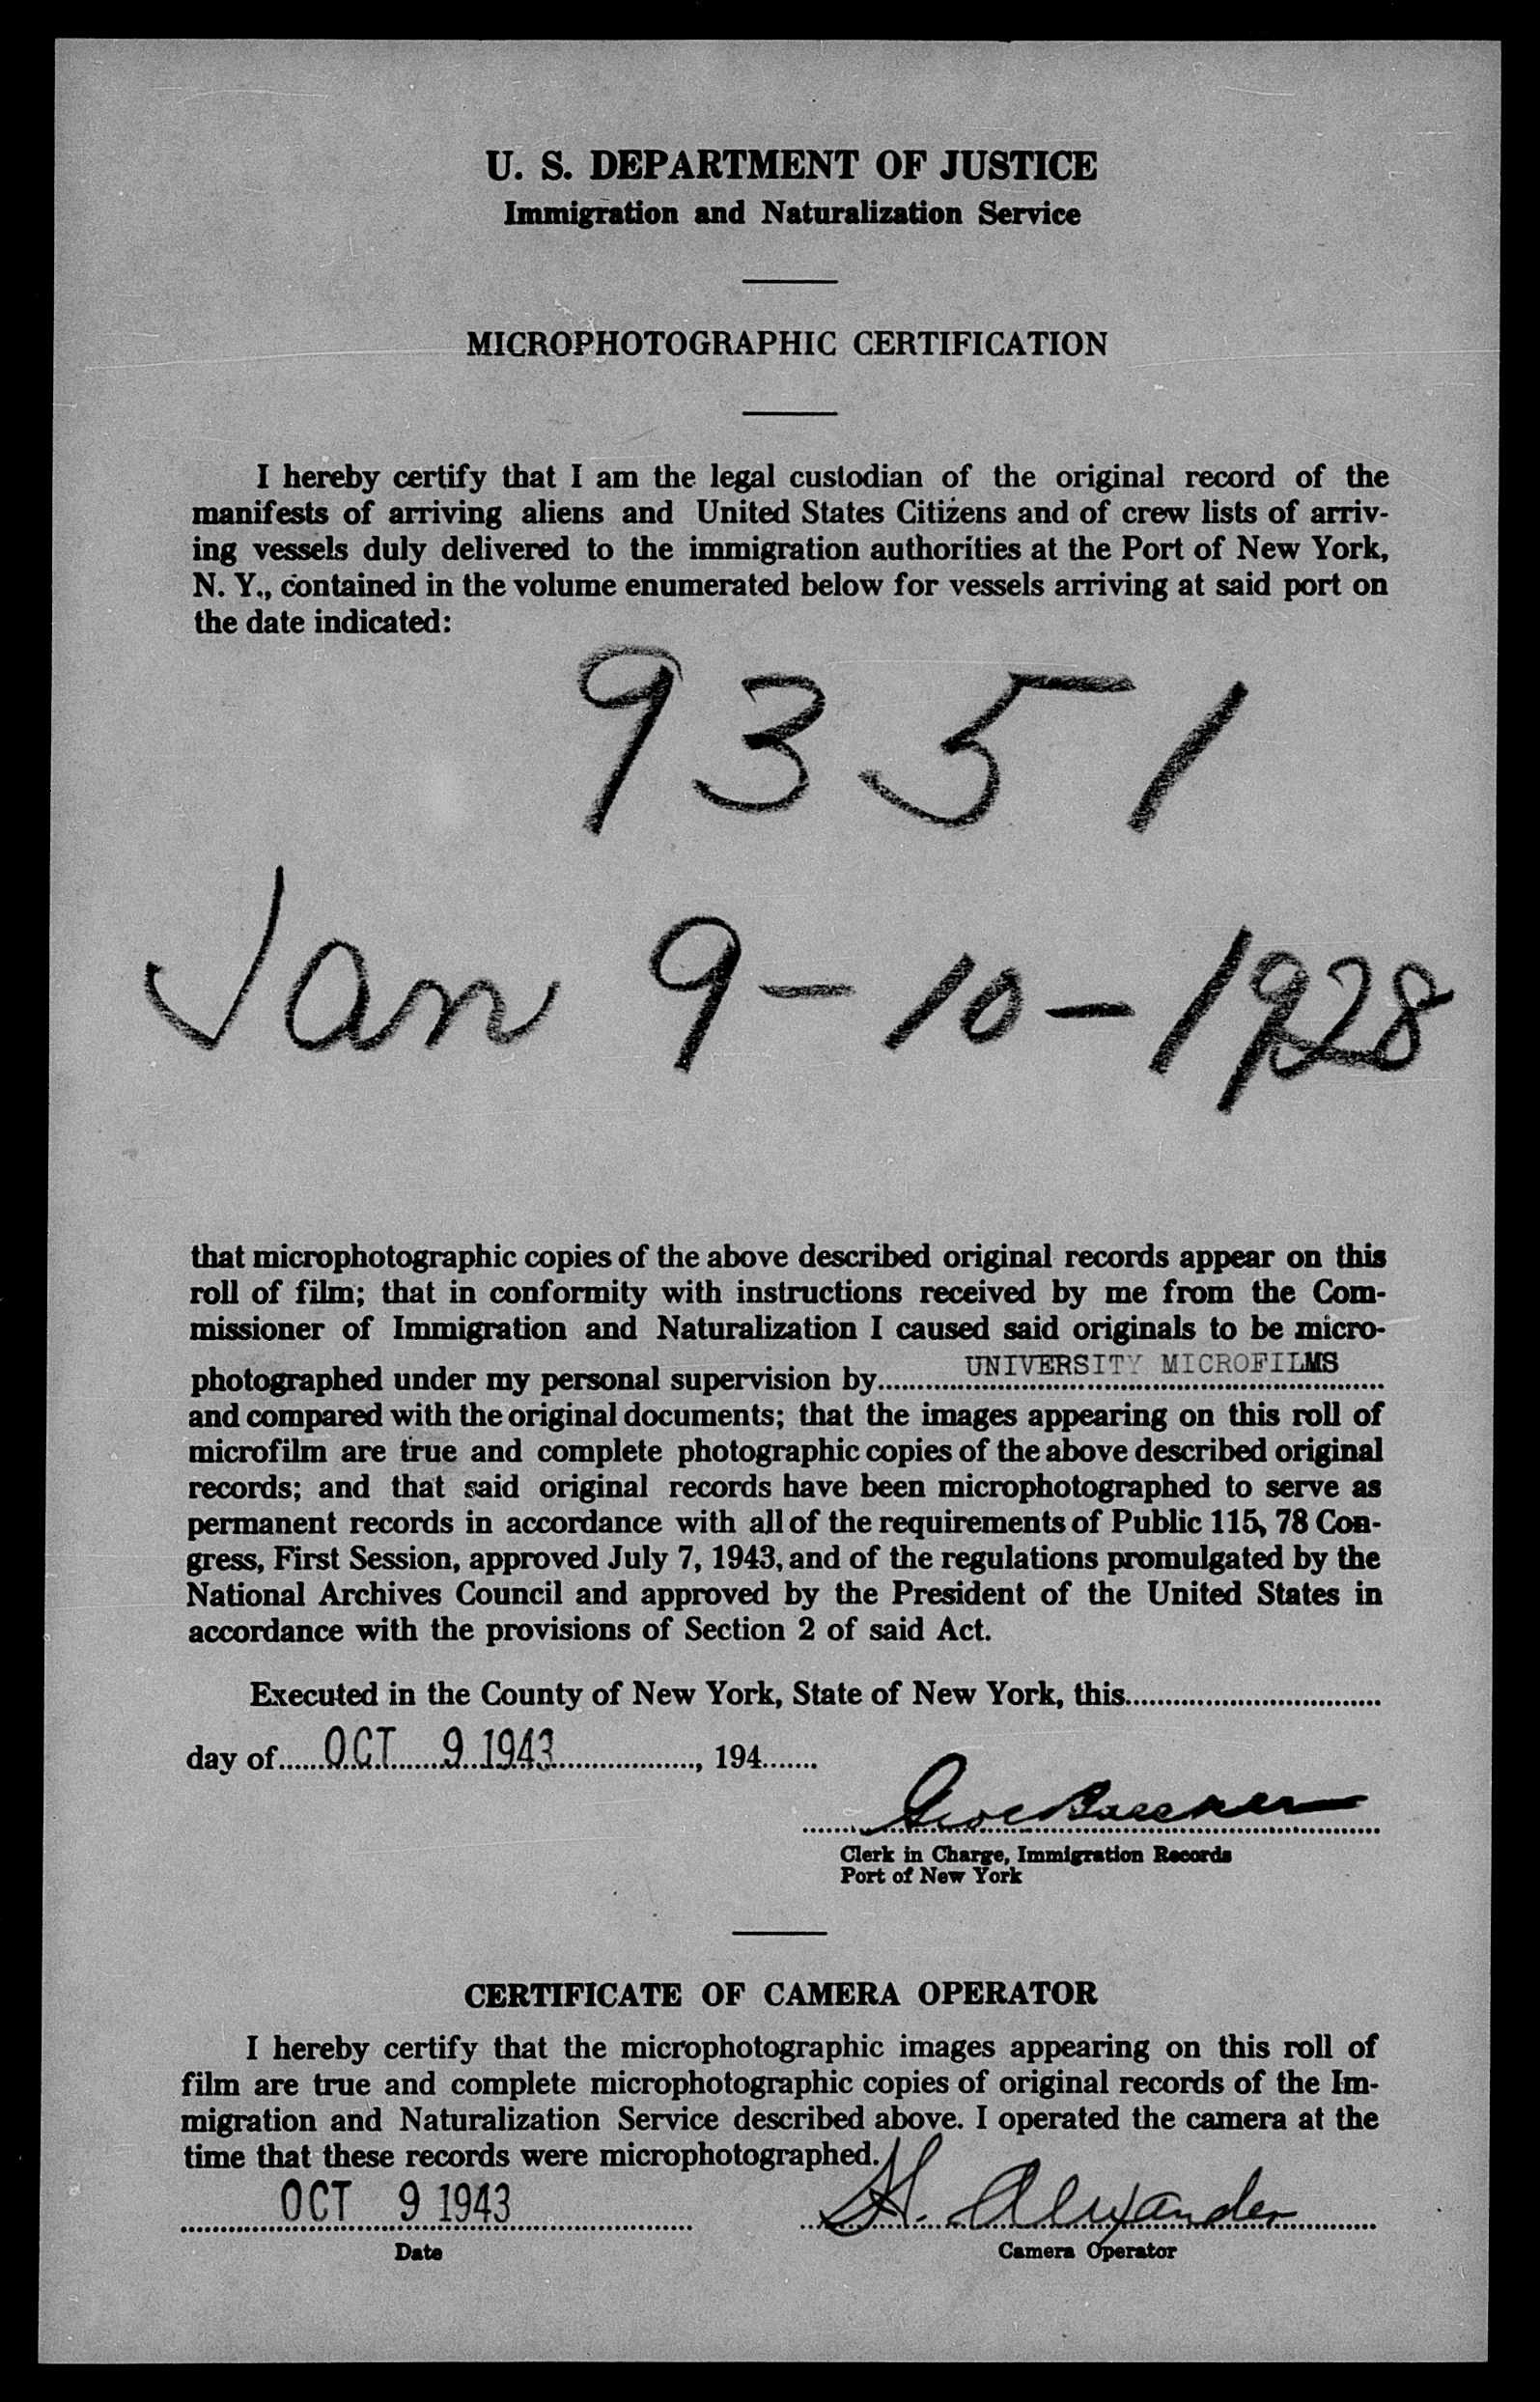 U. S. DEPARTMENT OF JUSTICE
Immigration and Naturalization Service
MICROPHOTOGRAPHIC CERTIFICATION
I hereby certify that I am the legal custodian of the original record of the
manifests of arriving aliens and United States Citizens and of crew lists of arriv-
ing vessels duly delivered to the immigration authorities at the Port of New York,
N. Y., contained in the volume enumerated below for vessels arriving at said port on
the date indicated:
9351
Jan 9-10-1928
that microphotographic copies of the above described original records appear on this
roll of film; that in conformity with instructions received by me from the Com-
missioner of Immigration and Naturalization I caused said originals to be micro-
photographed under my personal supervision by UNIVERSITY MICROFILMS
and compared with the original documents; that the images appearing on this roll of
microfilm are true and complete photographic copies of the above described original
records; and that said original records have been microphotographed to serve as
permanent records in accordance with all of the requirements of Public 115, 78 Con-
gress, First Session, approved July 7, 1943, and of the regulations promulgated by the
National Archives Council and approved by the President of the United States in
accordance with the provisions of Section 2 of said Act.
Executed in the County of New York, State of New York, this
day of OCT 9 1943, 194
Clerk in Charge, Immigration Records
Port of New York
CERTIFICATE OF CAMERA OPERATOR
I hereby certify that the microphotographic images appearing on this roll of
film are true and complete microphotographic copies of original records of the Im-
migration and Naturalization Service described above. I operated the camera at the
time that these records were microphotographed.
OCT 9 1943 H. Alexander
Date Camera Operator